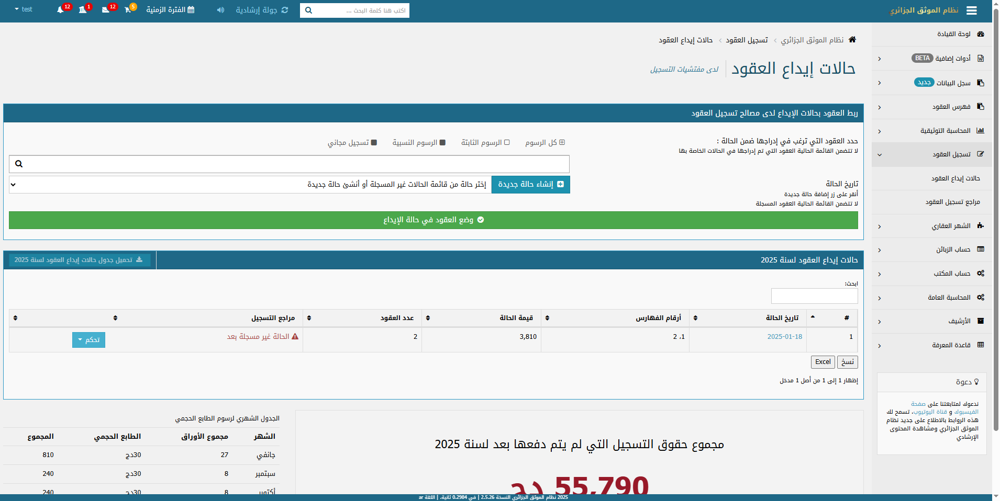 نظام الموثق الجزائري
اكتب هنا كلمة البحث ...
جولة إرشادية
الفترة الزمنية
5
12
1
12
test
لوحة القيادة
أدوات إضافية BETA
سجل البيانات جديد
فهرس العقود
المحاسبة التوثيقية
تسجيل العقود
حالات إيداع العقود
مراجع تسجيل العقود
الشهر العقاري
حساب الزبائن
حساب المكتب
المحاسبة العامة
الأرشيف
قاعدة المعرفة
دعوة
ندعوك لمتابعتنا على صفحة
الفيسبوك و قناة اليوتيوب. تسمح لك
هذه الروابط بالاطلاع على جديد نظام
الموثق الجزائري ومشاهدة المحتوى
الإرشادي
نظام الموثق الجزائري › تسجيل العقود › حالات إيداع العقود
حالات إيداع العقود لدى مفتشيات التسجيل
ربط العقود بحالات الإيداع لدى مصالح تسجيل العقود
حدد العقود التي ترغب في إدراجها ضمن الحالة :
لا تتضمن القائمة الحالية العقود التي تم إدراجها في الحالات الخاصة بها
كل الرسوم الرسوم الثابتة الرسوم النسبية تسجيل مجاني
تاريخ الحالة
أنقر على زر إضافة حالة جديدة
لا تتضمن القائمة الحالية العقود المسجلة
إنشاء حالة جديدة
إختر حالة من قائمة الحالات غير المسجلة أو أنشئ حالة جديدة
وضع العقود في حالة الإيداع
حالات إيداع العقود لسنة 2025
تحميل جدول حالات إيداع العقود لسنة 2025
ابحث:
# تاريخ الحالة أرقام الفهارس قيمة الحالة عدد العقود مراجع التسجيل
1 2025-01-18 1، 2 3,810 2 الحالة غير مسجلة بعد تحكم
نسخ Excel
إظهار 1 إلى 1 من أصل 1 مدخل
مجموع حقوق التسجيل التي لم يتم دفعها بعد لسنة 2025
55,790 دج
الجدول الشهري لرسوم الطابع الحجمي
الشهر مجموع الأوراق الطابع الحجمي المجموع
جانفي 27 30دج 810
سبتمبر 8 30دج 240
أكتوبر 8 30دج 240
2025 نظام الموثق الجزائري النسخة 2.5.26 | في 0.2984 ثانية. | اللغة ar